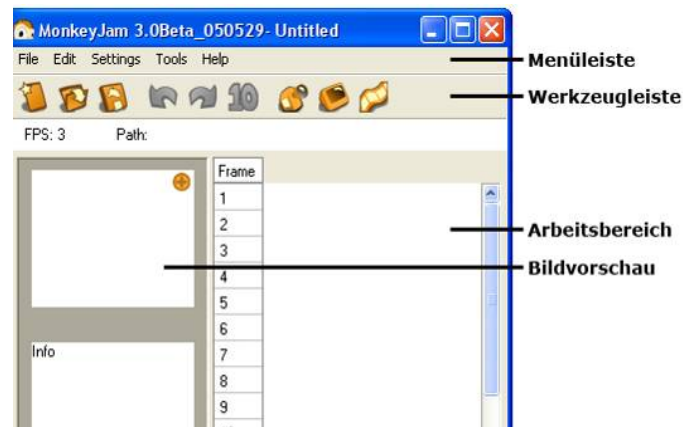 MonkeyJam 3.0Beta_050529- Untitled
File Edit Settings Tools Help
Menüleiste
10
Werkzeugleiste
FPS: 3 Path:
Frame
1
2
Arbeitsbereich
3
Bildvorschau
4
5
6
Info
7
8
9